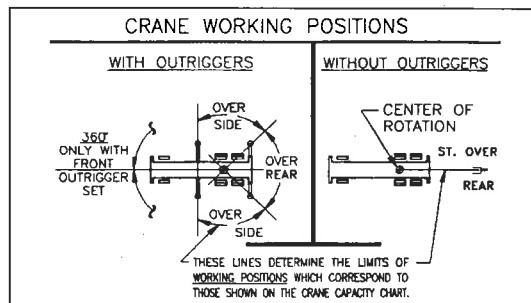 CRANE WORKING POSITIONS
WITH OUTRIGGERS
OVER
SIDE
360°
ONLY WITH
FRONT
OUTRIGGER
SET
OVER
REAR
OVER
SIDE
WITHOUT OUTRIGGERS
CENTER OF
ROTATION
ST. OVER
REAR
THESE LINES DETERMINE THE LIMITS OF
WORKING POSITIONS WHICH CORRESPOND TO
THOSE SHOWN ON THE CRANE CAPACITY CHART.